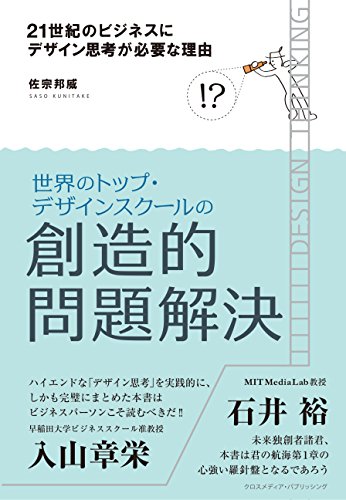 21世紀のビジネスに
デザイン思考が必要な理由
佐宗邦威
SASO KUNITAKE
!?
DESIGN THINKING
世界のトップ・
デザインスクールの
創造的
問題解決
ハイエンドな「デザイン思考」を実践的に、
しかも完璧にまとめた本書は
ビジネスパーソンこそ読むべきだ!!
早稲田大学ビジネススクール准教授
入山章栄
MIT MediaLab教授
石井 裕
未来独創者諸君、
本書は君の航海第1章の
心強い羅針盤となるであろう
クロスメディア・パブリッシング